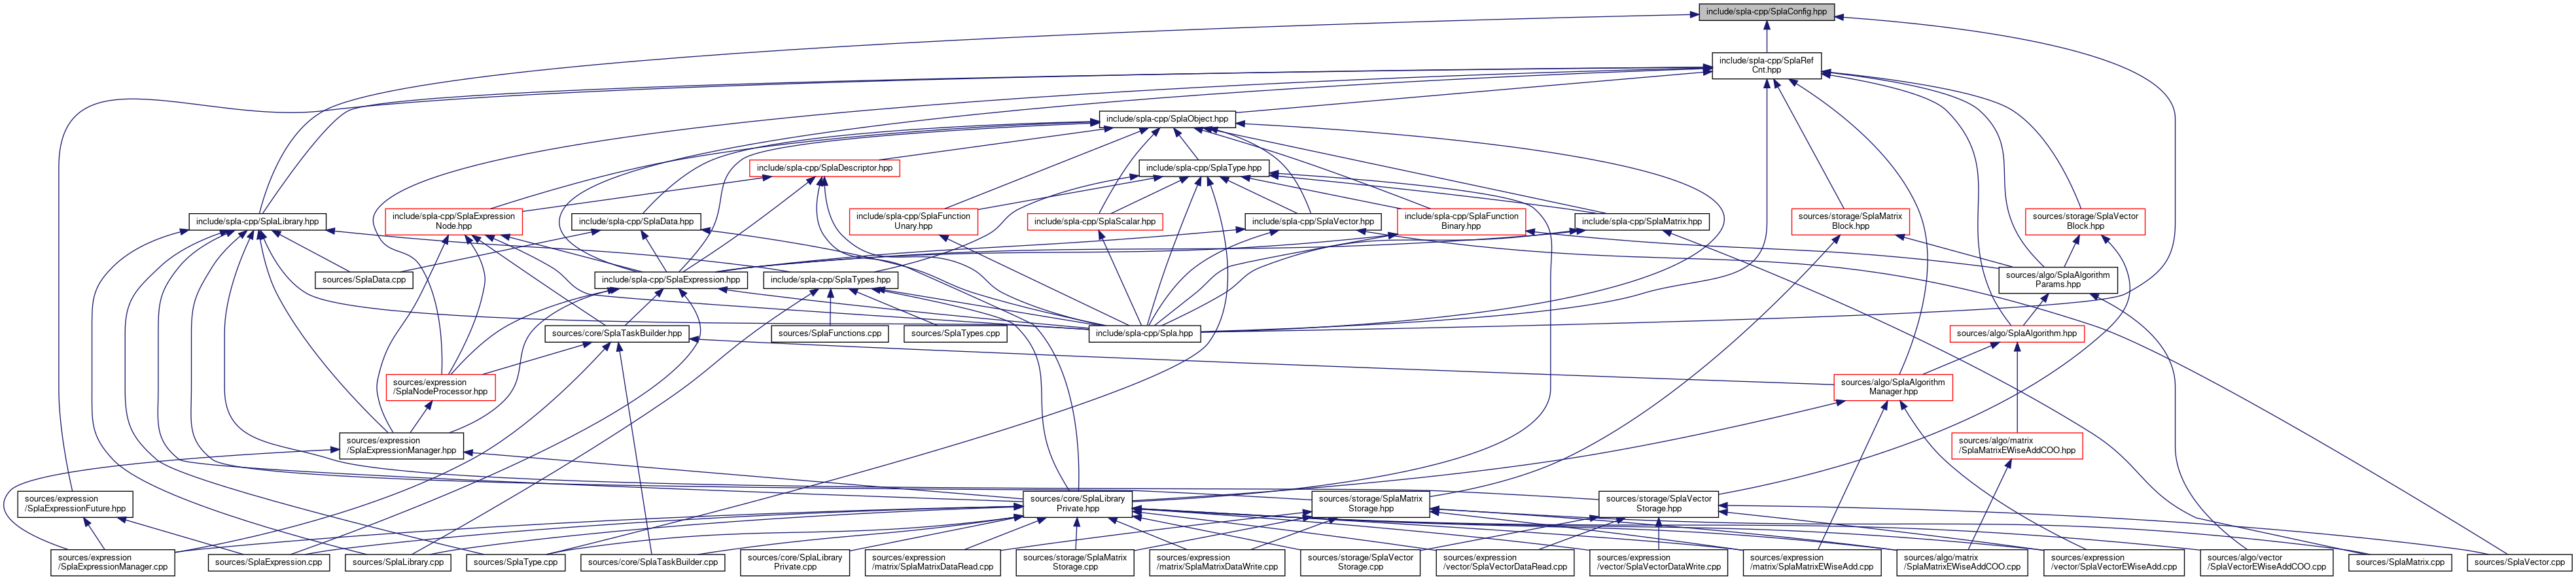 include/spla-cpp/SplaConfig.hpp
include/spla-cpp/SplaRef
Cnt.hpp
include/spla-cpp/SplaObject.hpp
include/spla-cpp/SplaDescriptor.hpp
include/spla-cpp/SplaType.hpp
include/spla-cpp/SplaLibrary.hpp
include/spla-cpp/SplaExpression
Node.hpp
include/spla-cpp/SplaData.hpp
include/spla-cpp/SplaFunction
Unary.hpp
include/spla-cpp/SplaScalar.hpp
include/spla-cpp/SplaVector.hpp
include/spla-cpp/SplaFunction
Binary.hpp
include/spla-cpp/SplaMatrix.hpp
sources/storage/SplaMatrix
Block.hpp
sources/storage/SplaVector
Block.hpp
sources/SplaData.cpp
include/spla-cpp/SplaExpression.hpp
include/spla-cpp/SplaTypes.hpp
sources/algo/SplaAlgorithm
Params.hpp
sources/core/SplaTaskBuilder.hpp
sources/SplaFunctions.cpp
sources/SplaTypes.cpp
include/spla-cpp/Spla.hpp
sources/algo/SplaAlgorithm.hpp
sources/expression
/SplaNodeProcessor.hpp
sources/algo/SplaAlgorithm
Manager.hpp
sources/expression
/SplaExpressionManager.hpp
sources/algo/matrix
/SplaMatrixEWiseAddCOO.hpp
sources/expression
/SplaExpressionFuture.hpp
sources/core/SplaLibrary
Private.hpp
sources/storage/SplaMatrix
Storage.hpp
sources/storage/SplaVector
Storage.hpp
sources/expression
/SplaExpressionManager.cpp
sources/SplaExpression.cpp
sources/SplaLibrary.cpp
sources/SplaType.cpp
sources/core/SplaTaskBuilder.cpp
sources/core/SplaLibrary
Private.cpp
sources/expression
/matrix/SplaMatrixDataRead.cpp
sources/storage/SplaMatrix
Storage.cpp
sources/expression
/matrix/SplaMatrixDataWrite.cpp
sources/storage/SplaVector
Storage.cpp
sources/expression
/vector/SplaVectorDataRead.cpp
sources/expression
/vector/SplaVectorDataWrite.cpp
sources/expression
/matrix/SplaMatrixEWiseAdd.cpp
sources/algo/matrix
/SplaMatrixEWiseAddCOO.cpp
sources/expression
/vector/SplaVectorEWiseAdd.cpp
sources/algo/vector
/SplaVectorEWiseAddCOO.cpp
sources/SplaMatrix.cpp
sources/SplaVector.cpp